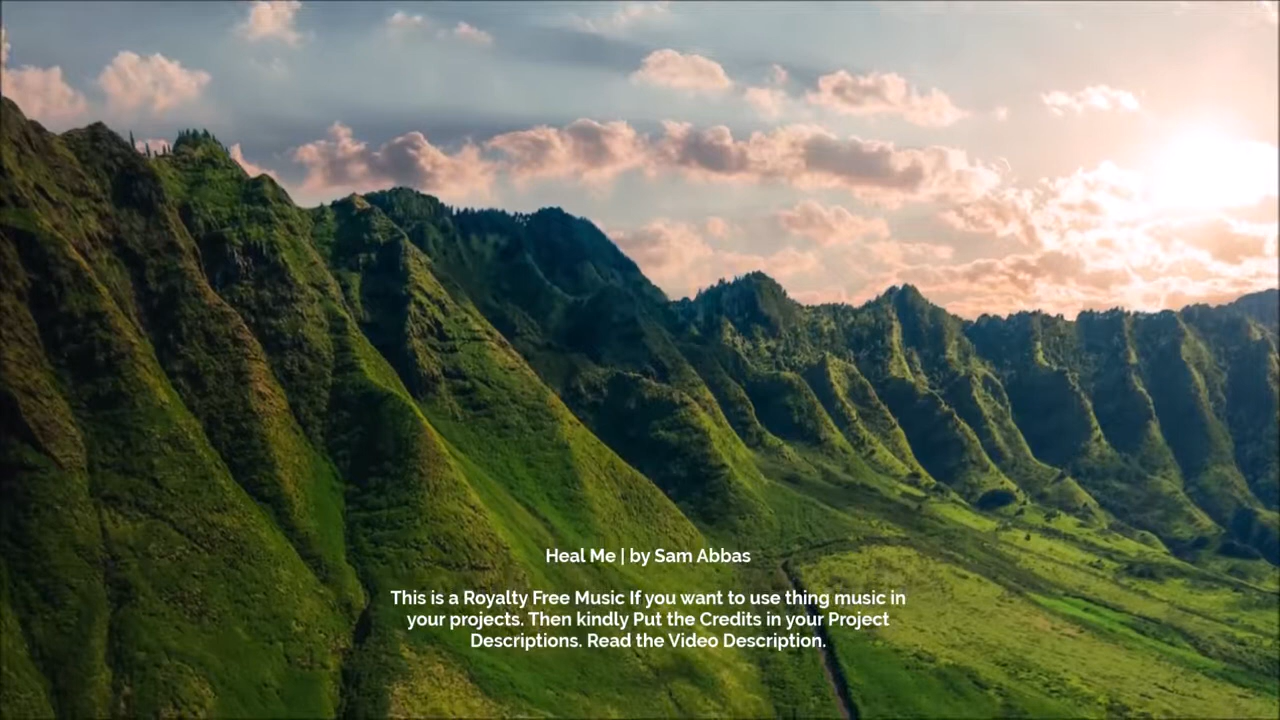 Heal Me | by Sam Abbas
This is a Royalty Free Music If you want to use thing music in
your projects. Then kindly Put the Credits in your Project
Descriptions. Read the Video Description.